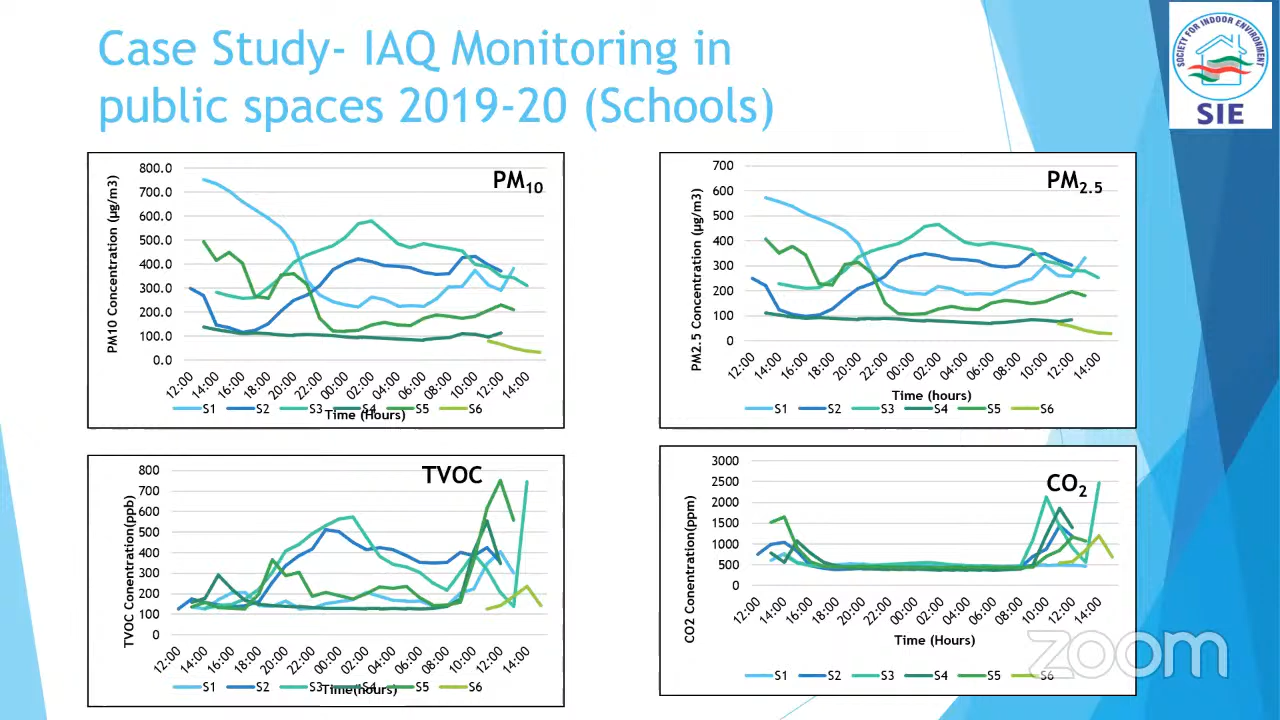 Case Study- IAQ Monitoring in
public spaces 2019-20 (Schools)
SOCIETY FOR INDOOR ENVIRONMENT
SIE
PM10
PM10 Concentration (µg/m3)
800.0
700.0
600.0
500.0
400.0
300.0
200.0
100.0
0.0
12:00 14:00 16:00 18:00 20:00 22:00 00:00 02:00 04:00 06:00 08:00 10:00 12:00 14:00
Time (Hours)
S1 S2 S3 S4 S5 S6
PM2.5
PM2.5 Concentration (µg/m3)
700
600
500
400
300
200
100
0
12:00 14:00 16:00 18:00 20:00 22:00 00:00 02:00 04:00 06:00 08:00 10:00 12:00 14:00
Time (hours)
S1 S2 S3 S4 S5 S6
TVOC
TVOC Conentration(ppb)
800
700
600
500
400
300
200
100
0
12:00 14:00 16:00 18:00 20:00 22:00 00:00 02:00 04:00 06:00 08:00 10:00 12:00 14:00
Time(hours)
S1 S2 S3 S4 S5 S6
CO2
CO2 Conentration(ppm)
3000
2500
2000
1500
1000
500
0
12:00 14:00 16:00 18:00 20:00 22:00 00:00 02:00 04:00 06:00 08:00 10:00 12:00 14:00
Time (Hours)
S1 S2 S3 S4 S5 S6
zoom